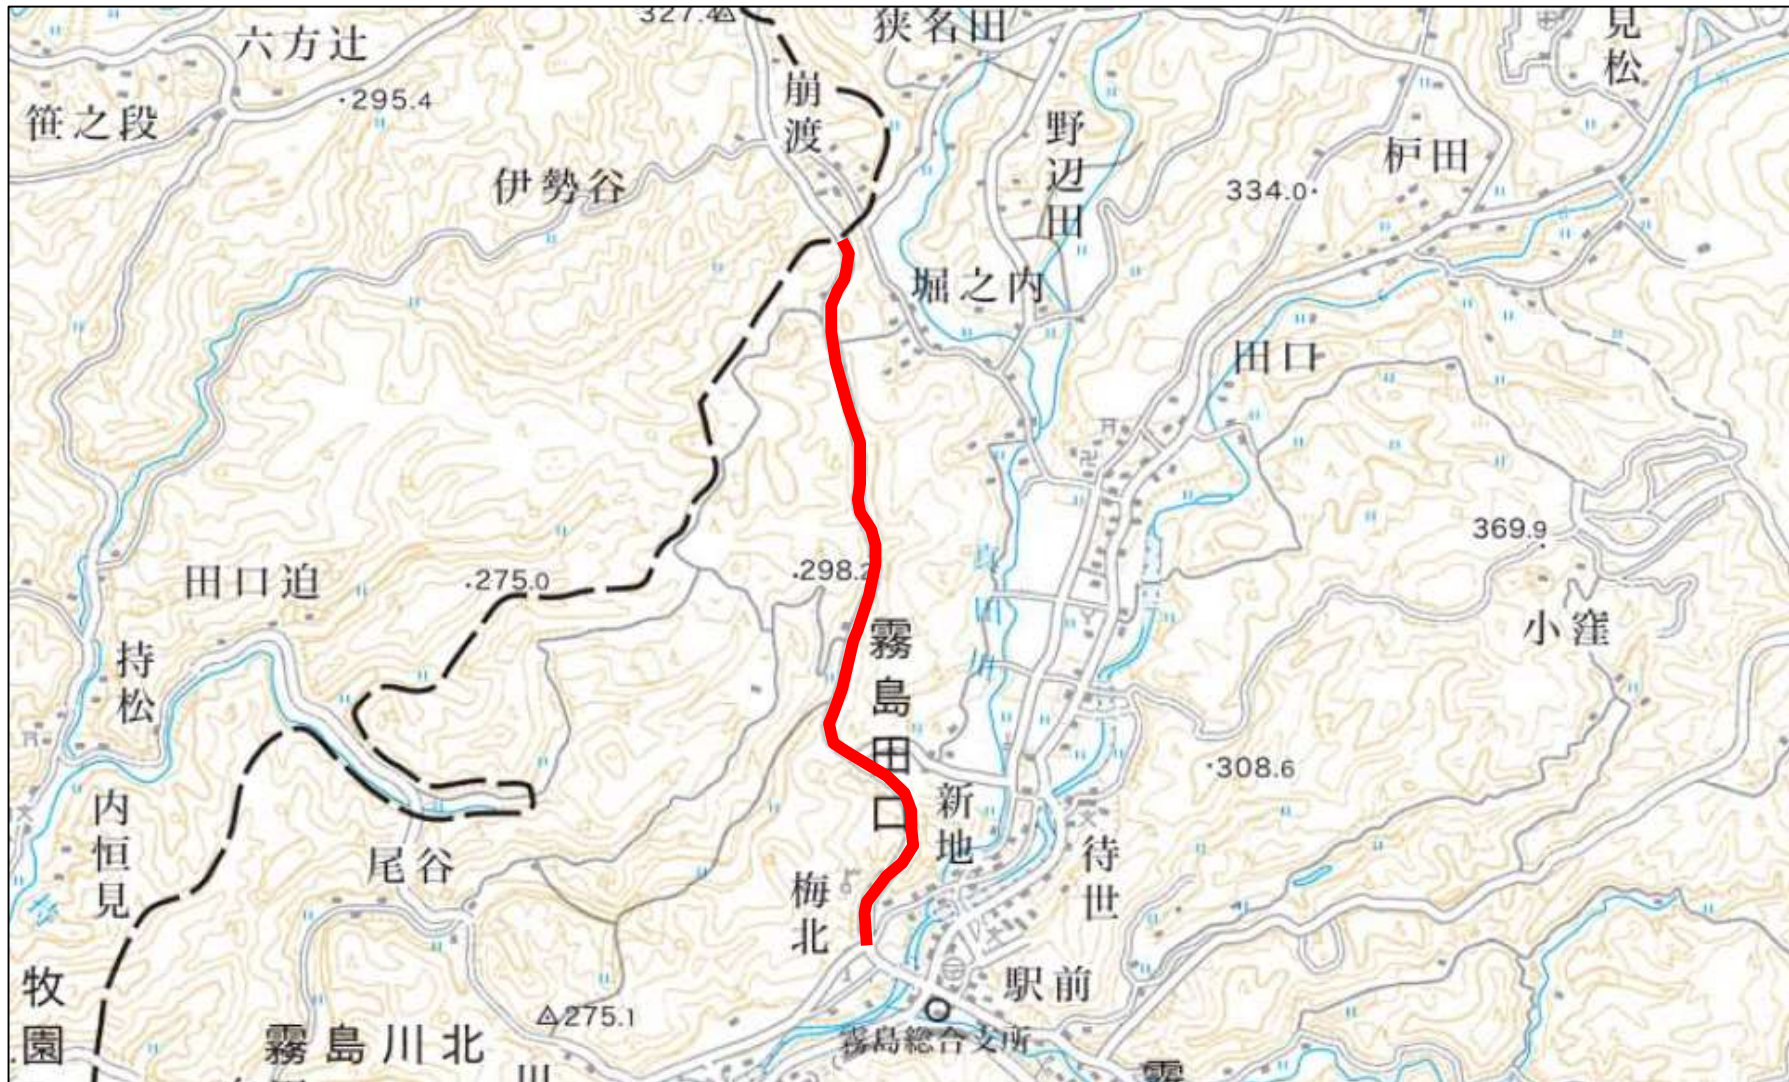 327.4
狭名田
見松
六方辻
崩渡
・295.4
笹之段
野辺田
枦田
伊勢谷
334.0・
堀之内
田口
369.9
田口迫
・275.0
・298.2
小窪
霧島田口
持松
・308.6
内恒見
新地
待世
尾谷
梅北
牧園
駅前
275.1
霧島川北
霧島総合支所
霧